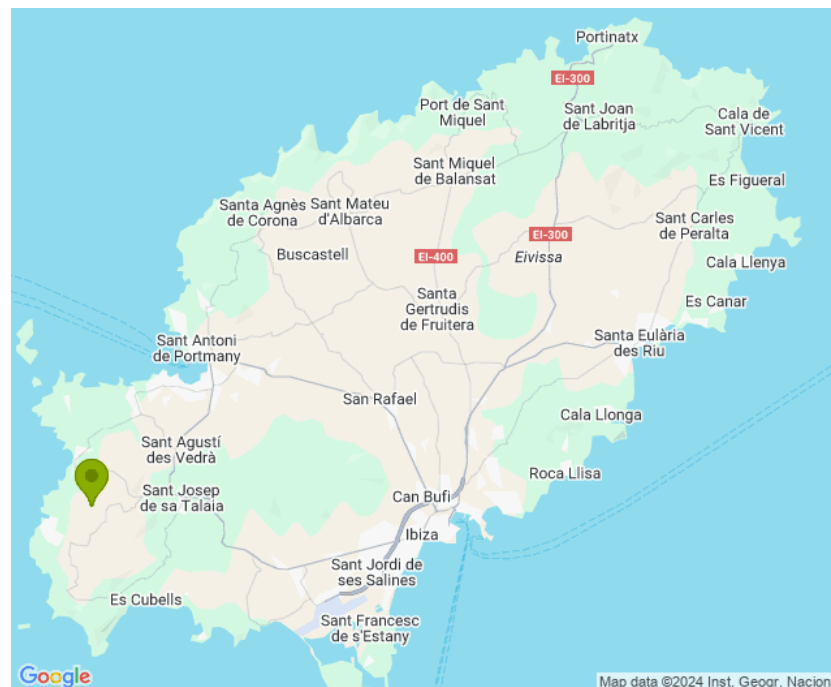 Portinatx
EI-300
Port de Sant
Miquel
Sant Joan
de Labritja
Cala de
Sant Vicent
Sant Miquel
de Balansat
Es Figueral
Santa Agnès
de Corona
Sant Mateu
d'Albarca
Sant Carles
de Peralta
EI-300
Buscastell
EI-400
Eivissa
Cala Llenya
Santa
Gertrudis
de Fruitera
Es Canar
Sant Antoni
de Portmany
Santa Eulària
des Riu
San Rafael
Cala Llonga
Sant Agustí
des Vedrà
Roca Llisa
Sant Josep
de sa Talaia
Can Bufí
Ibiza
Sant Jordi de
ses Salines
Es Cubells
Sant Francesc
de s'Estany
Google
Map data ©2024 Inst. Geogr. Nacion